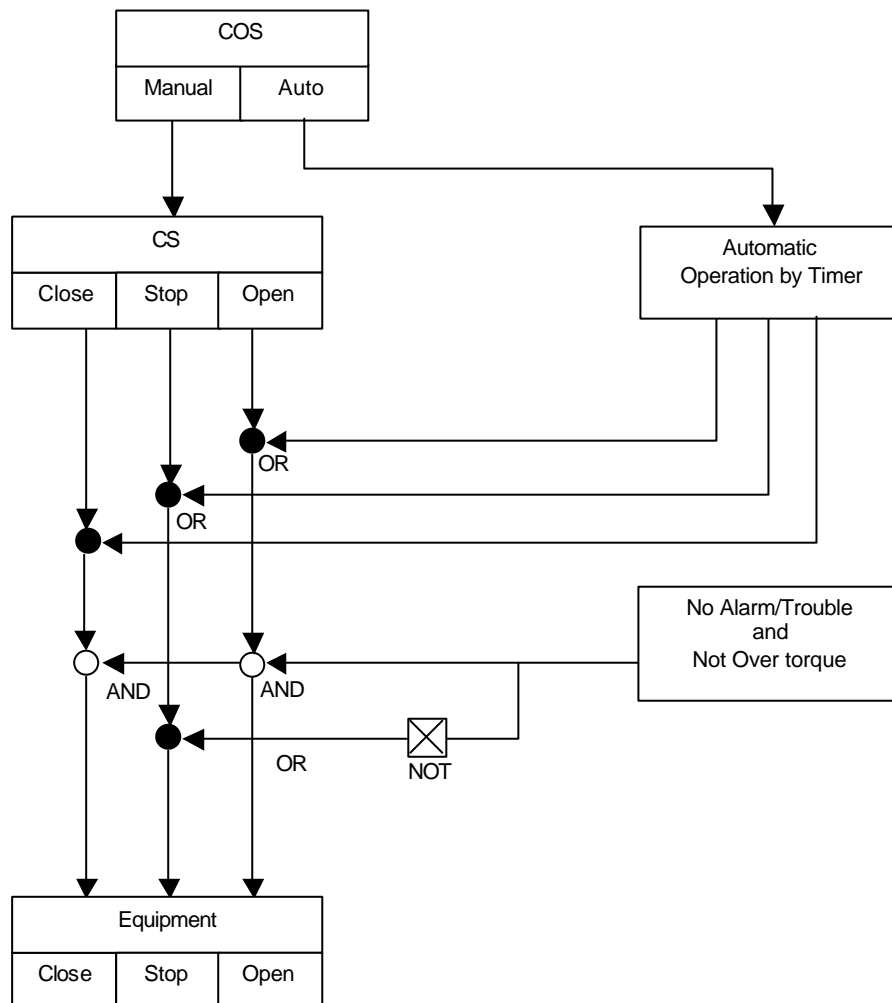 COS
Manual
Auto
CS
Close
Stop
Open
Automatic
Operation by Timer
OR
OR
No Alarm/Trouble
and
Not Over torque
AND
AND
OR
NOT
Equipment
Close
Stop
Open